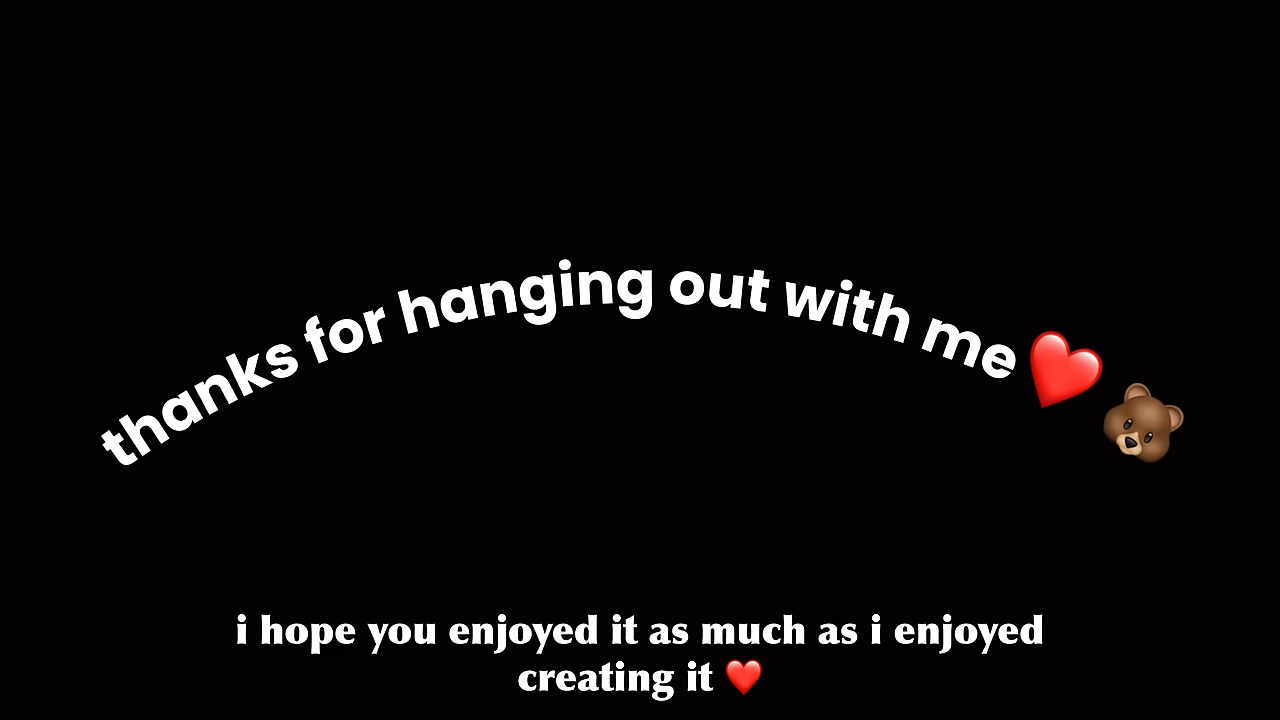 thanks for hanging out with me ❤️ 🐻
i hope you enjoyed it as much as i enjoyed
creating it ❤️